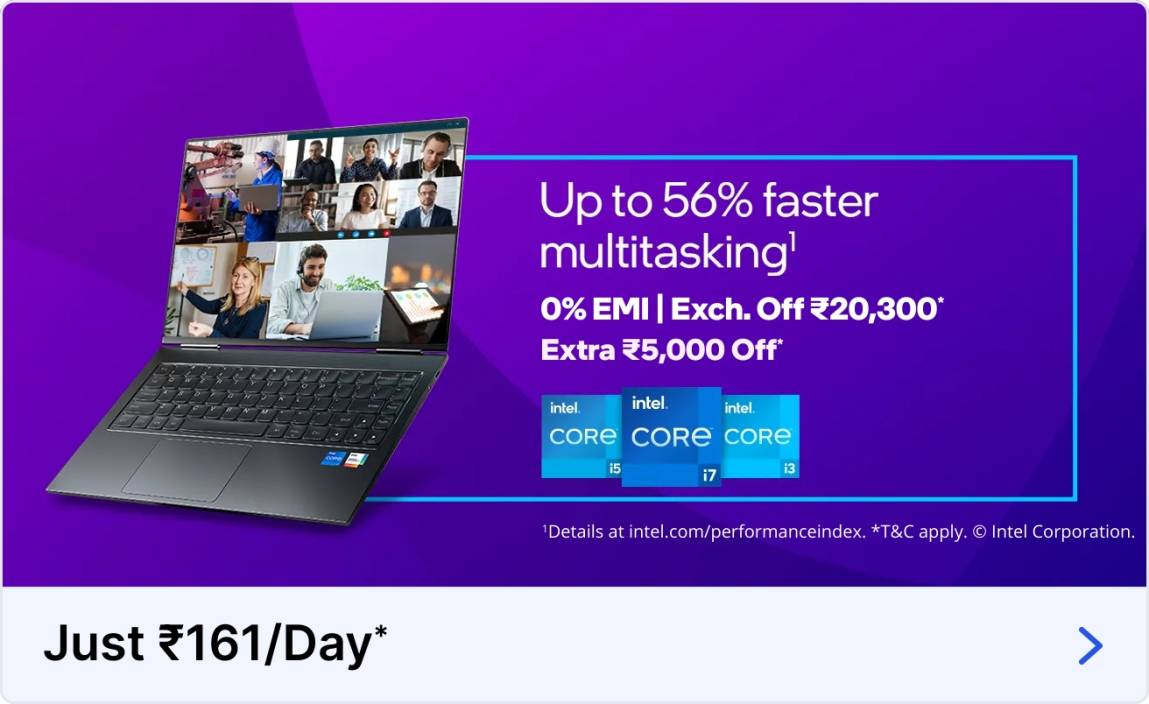 Up to 56% faster
multitasking¹
0% EMI | Exch. Off ₹20,300*
Extra ₹5,000 Off*
intel.
CORE
i5
intel.
CORE™
i7
intel.
CORE
i3
¹Details at intel.com/performanceindex. *T&C apply. © Intel Corporation.
Just ₹161/Day*